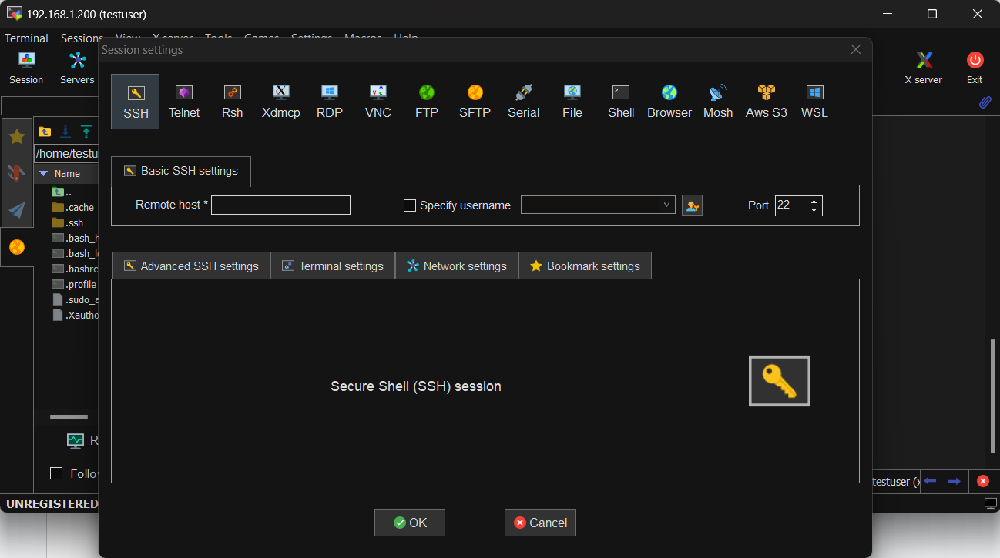 192.168.1.200 (testuser)
Terminal Sessions View X server Tools Games Settings Macros Help
Session settings
Session Servers
X server Exit
SSH Telnet Rsh Xdmcp RDP VNC FTP SFTP Serial File Shell Browser Mosh Aws S3 WSL
/home/testu
Name
..
.cache
.ssh
.bash_h
.bash_l
.bashrc
.profile
.sudo_a
.Xautho
Basic SSH settings
Remote host * Specify username Port 22
Advanced SSH settings Terminal settings Network settings Bookmark settings
Secure Shell (SSH) session
R
Follo
testuser (x
UNREGISTERED
OK Cancel